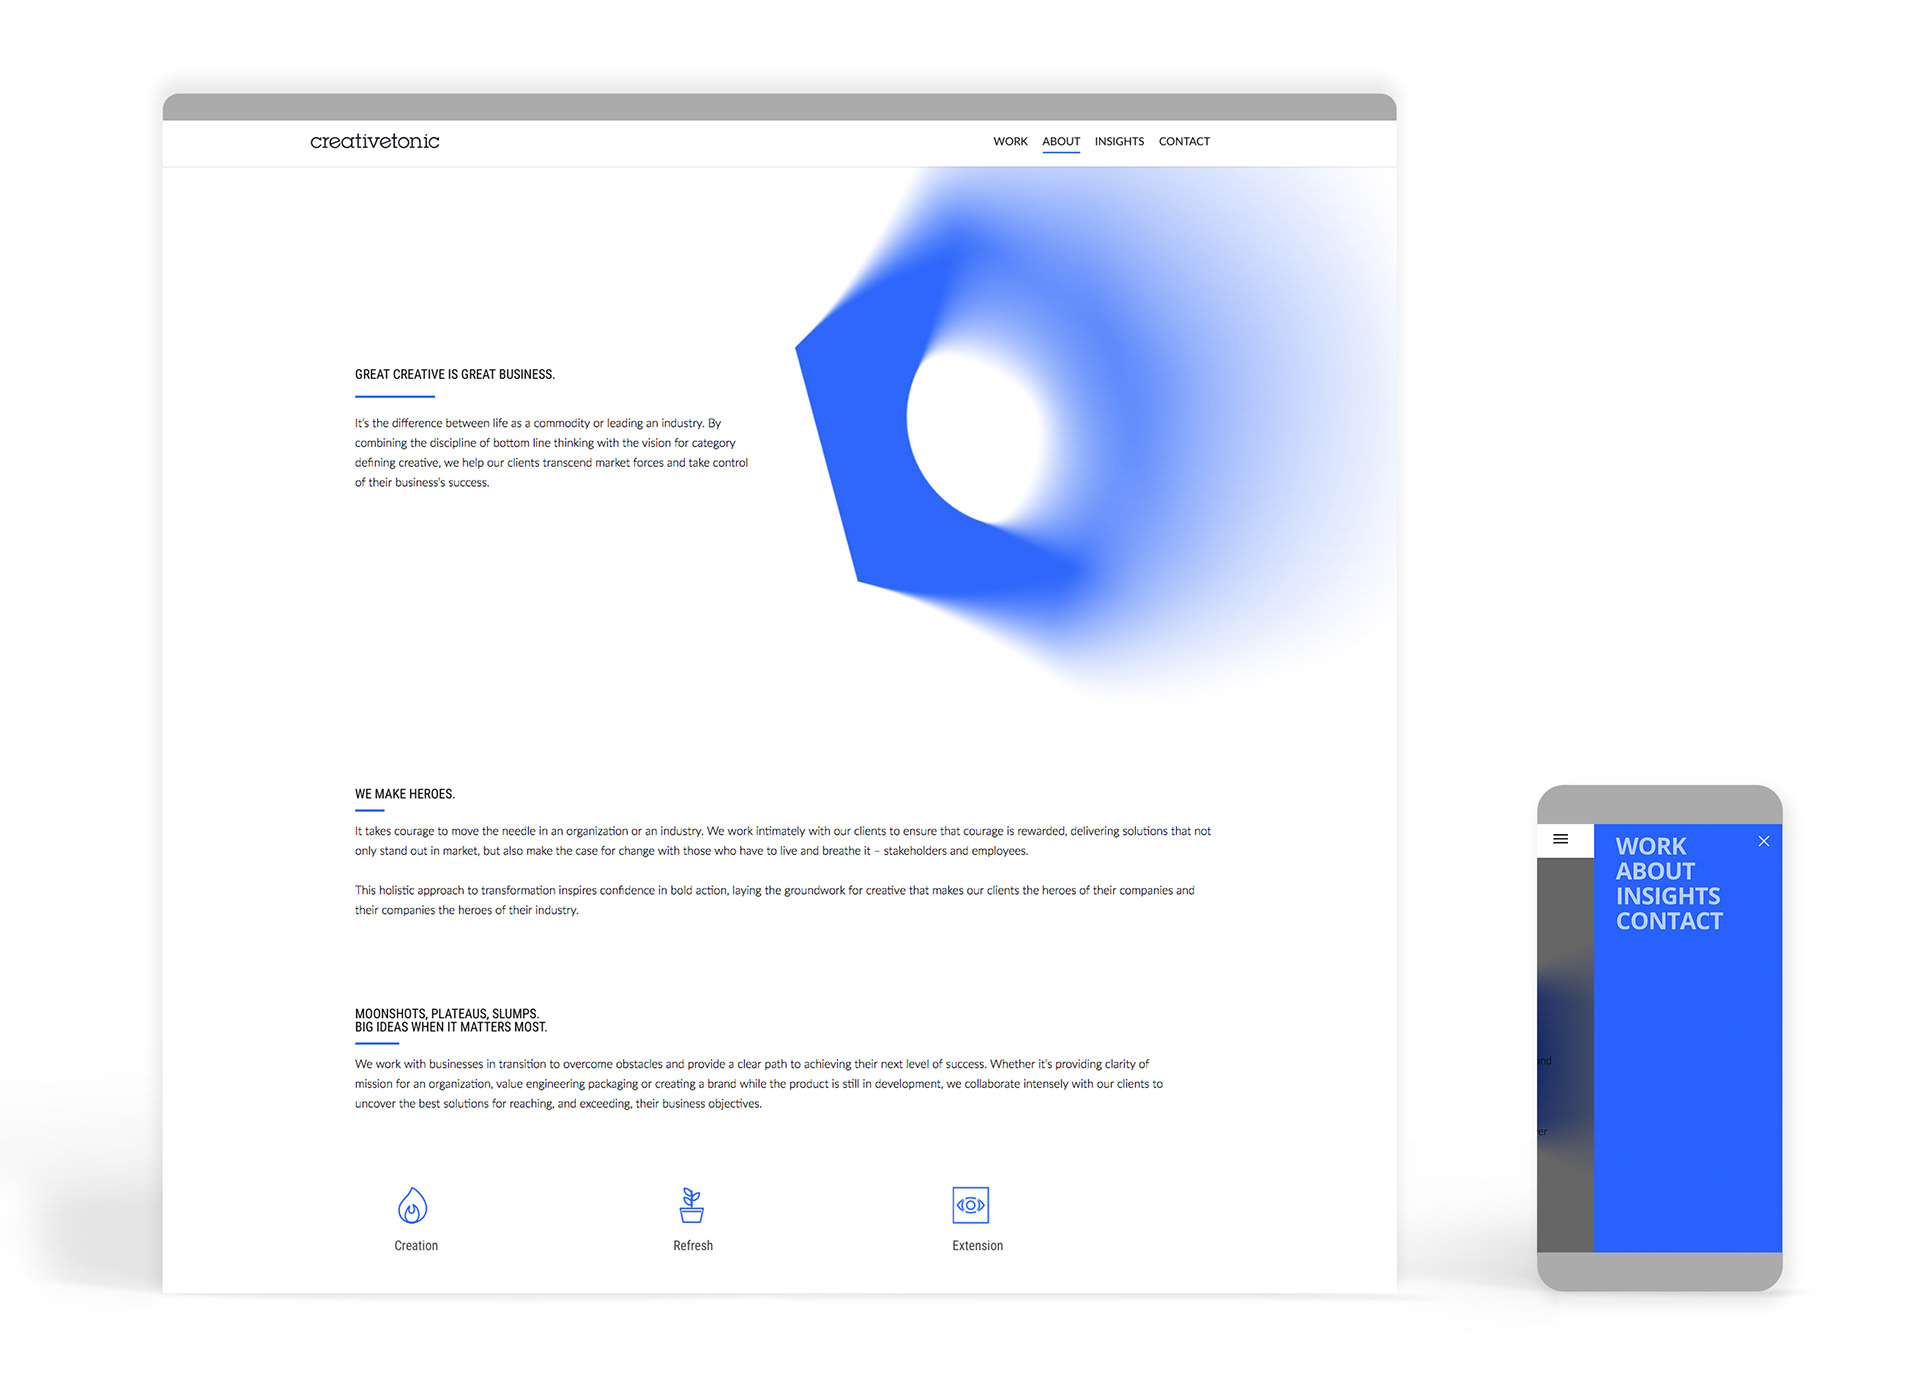 creativetonic
WORK ABOUT INSIGHTS CONTACT
GREAT CREATIVE IS GREAT BUSINESS.
It's the difference between life as a commodity or leading an industry. By
combining the discipline of bottom line thinking with the vision for category
defining creative, we help our clients transcend market forces and take control
of their business's success.
WE MAKE HEROES.
It takes courage to move the needle in an organization or an industry. We work intimately with our clients to ensure that courage is rewarded, delivering solutions that not
only stand out in market, but also make the case for change with those who have to live and breathe it – stakeholders and employees.
This holistic approach to transformation inspires confidence in bold action, laying the groundwork for creative that makes our clients the heroes of their companies and
their companies the heroes of their industry.
MOONSHOTS, PLATEAUS, SLUMPS.
BIG IDEAS WHEN IT MATTERS MOST.
We work with businesses in transition to overcome obstacles and provide a clear path to achieving their next level of success. Whether it's providing clarity of
mission for an organization, value engineering packaging or creating a brand while the product is still in development, we collaborate intensely with our clients to
uncover the best solutions for reaching, and exceeding, their business objectives.
Creation
Refresh
Extension
WORK
ABOUT
INSIGHTS
CONTACT